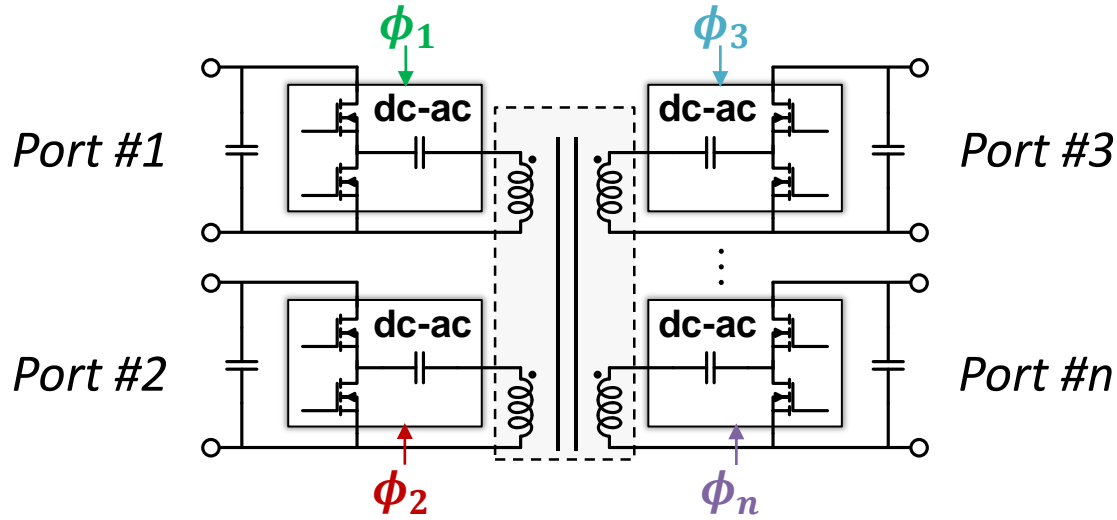 ϕ1
ϕ3
dc-ac
dc-ac
Port #1
Port #3
⋮
dc-ac
dc-ac
Port #2
Port #n
ϕ2
ϕn